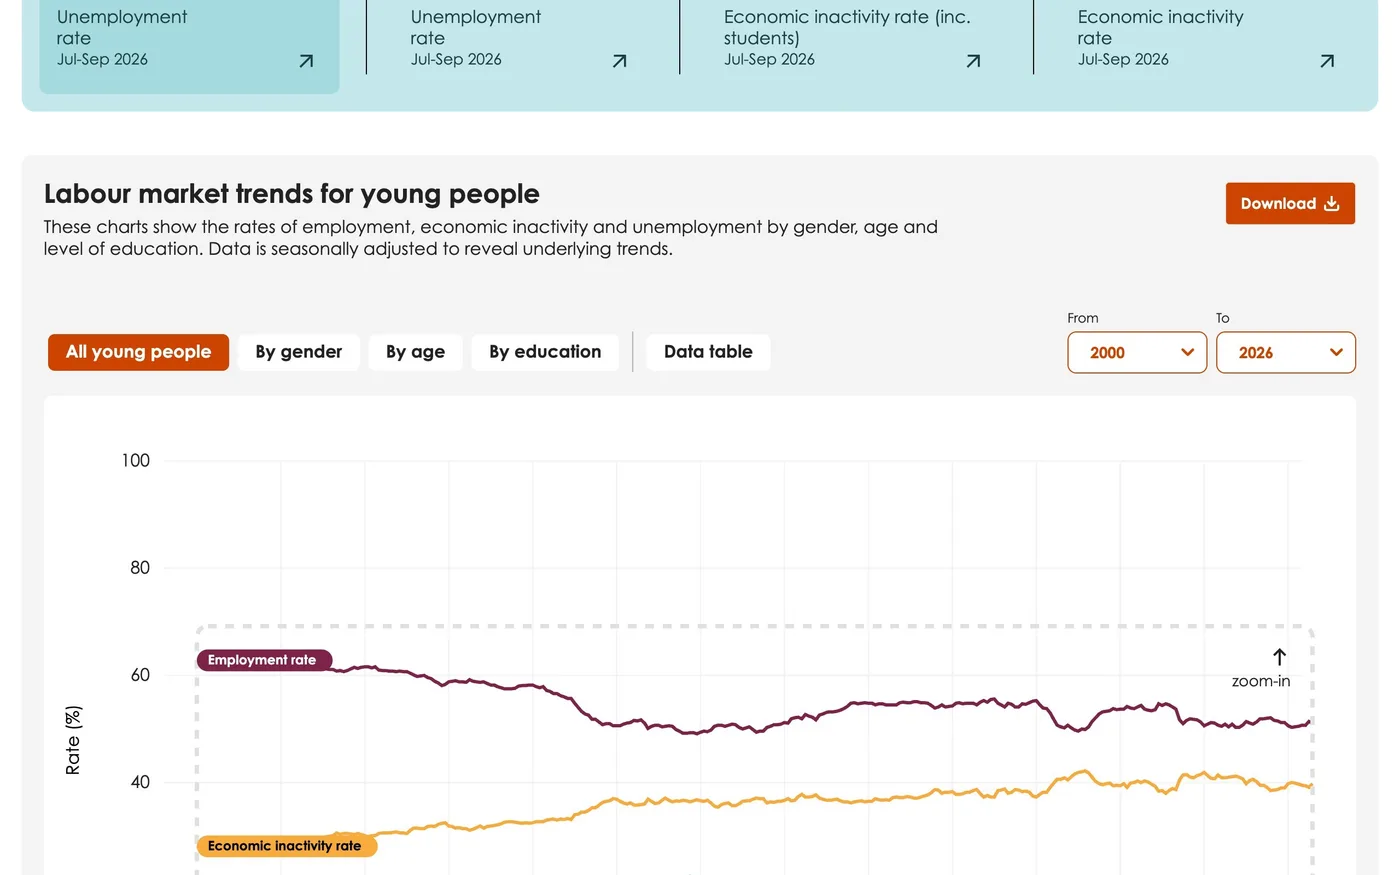 Unemployment
rate
Jul-Sep 2026
Unemployment
rate
Jul-Sep 2026
Economic inactivity rate (inc.
students)
Jul-Sep 2026
Economic inactivity
rate
Jul-Sep 2026
Labour market trends for young people
These charts show the rates of employment, economic inactivity and unemployment by gender, age and
level of education. Data is seasonally adjusted to reveal underlying trends.
Download
From
To
All young people
By gender
By age
By education
Data table
2000
2026
100
80
60
40
Rate (%)
Employment rate
zoom-in
Economic inactivity rate